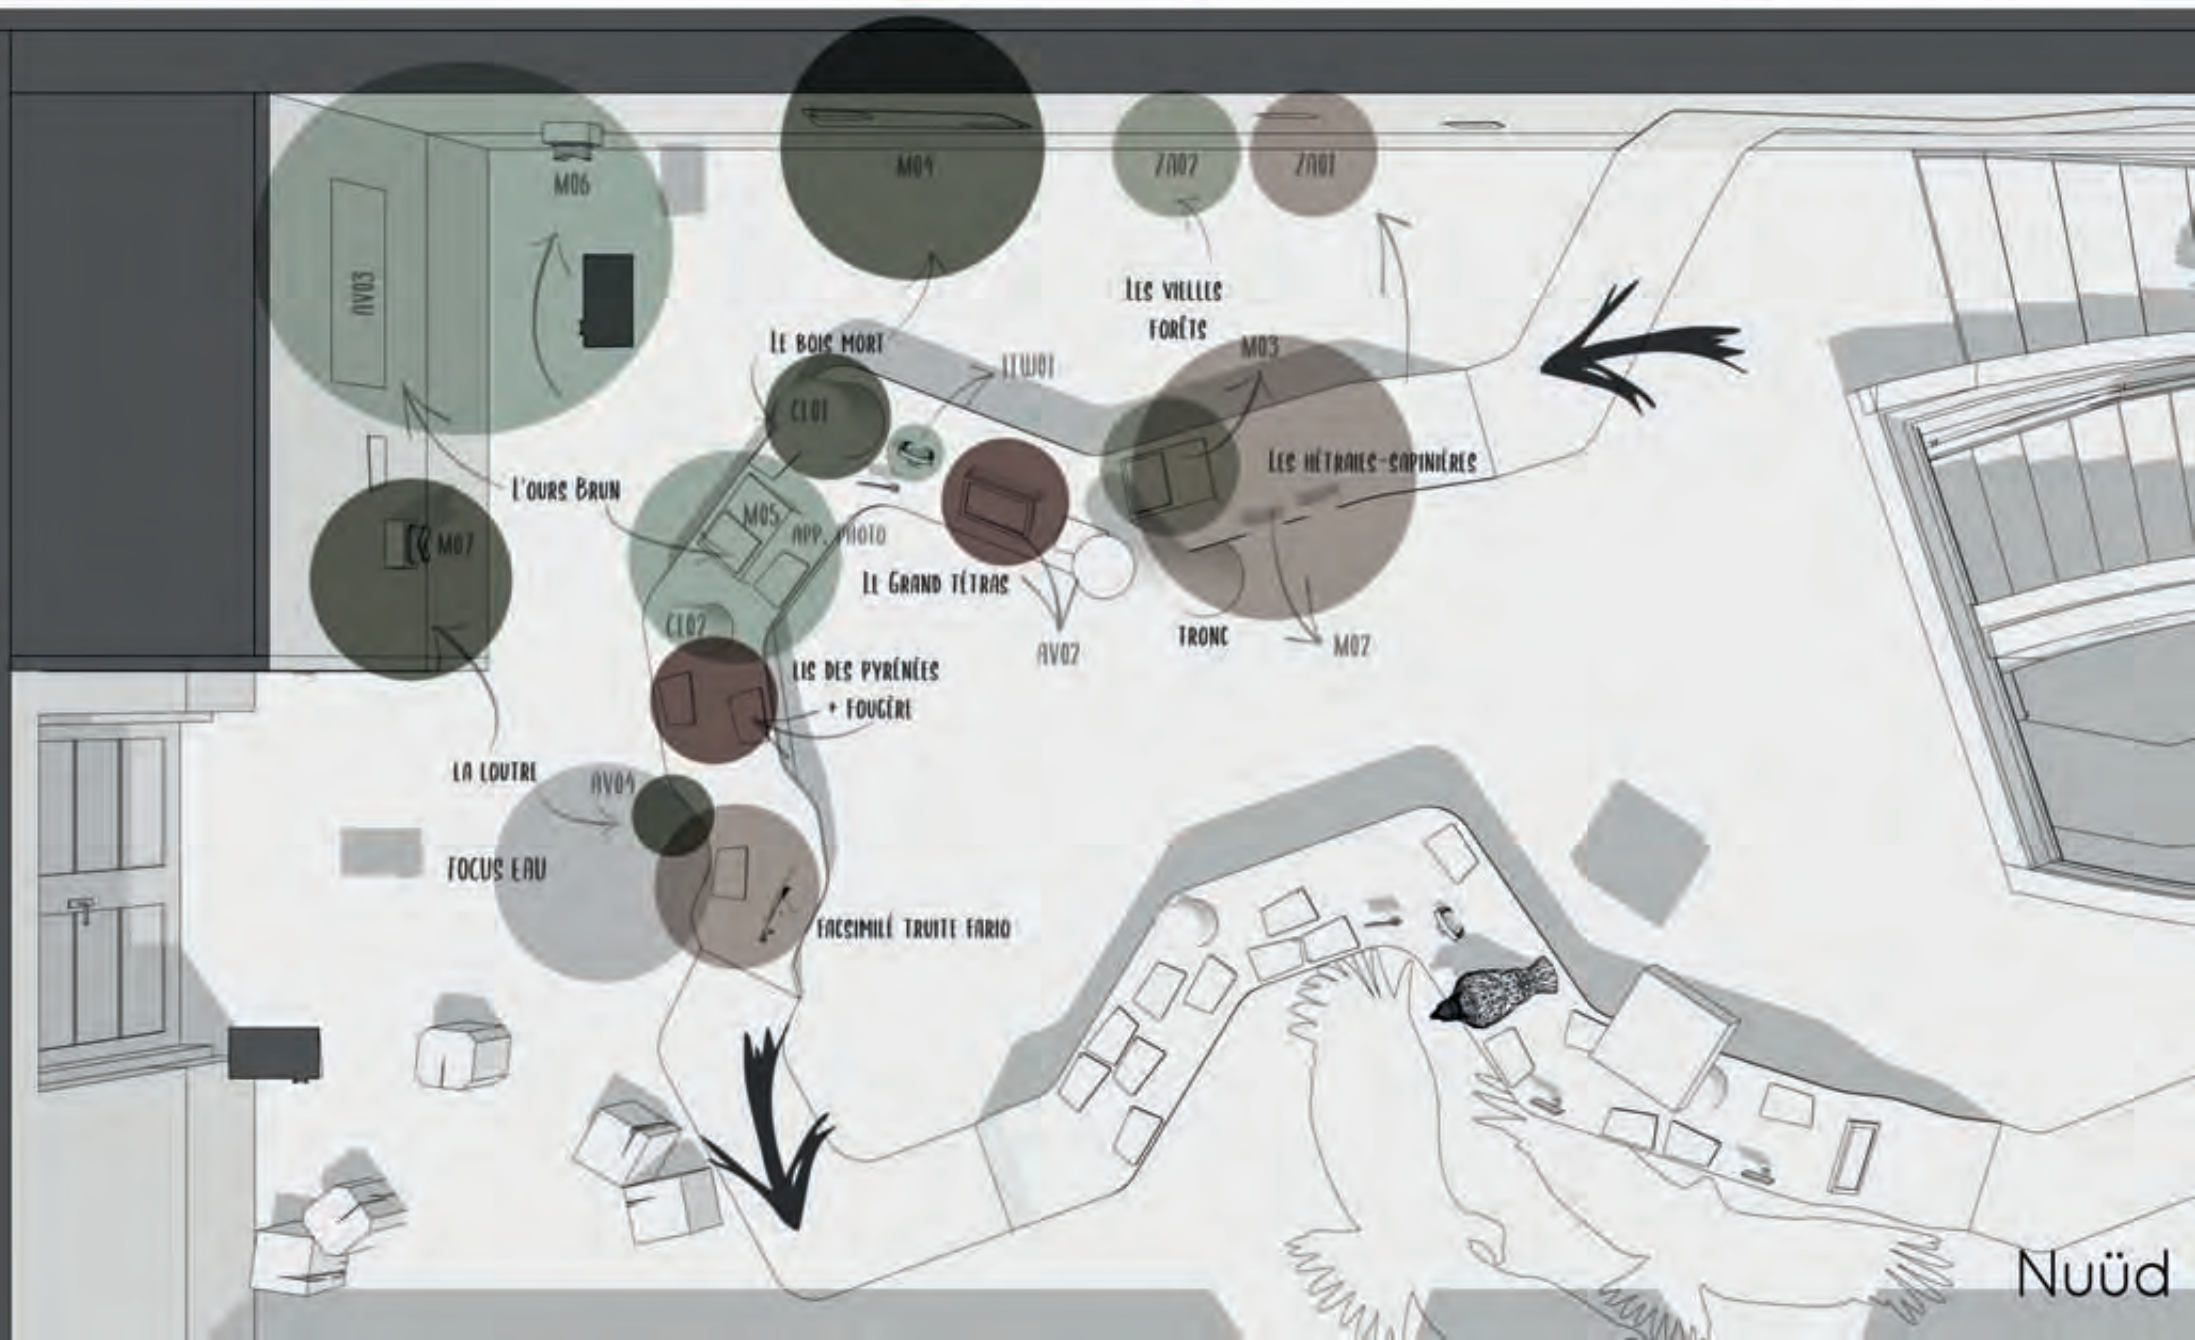 M06
M04
ZA02
ZA01
AV03
LES VIELLES
FORÊTS
LE BOIS MORT
M03
ITW01
CL01
LES HÊTRAIES-SAPINIÈRES
L'OURS BRUN
M05
APP. PHOTO
M07
LE GRAND TÉTRAS
CL02
TRONC
M02
AV02
LIS DES PYRÉNÉES
+ FOUGÈRE
LA LOUTRE
AV04
FOCUS EAU
FACSIMILÉ TRUITE FARIO
Nuüd